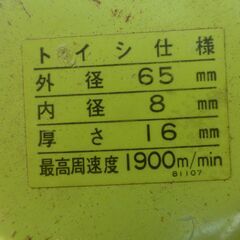 トイシ仕様
外径 65 mm
内径 8 mm
厚さ 16 mm
最高周速度 1900m/min
81107